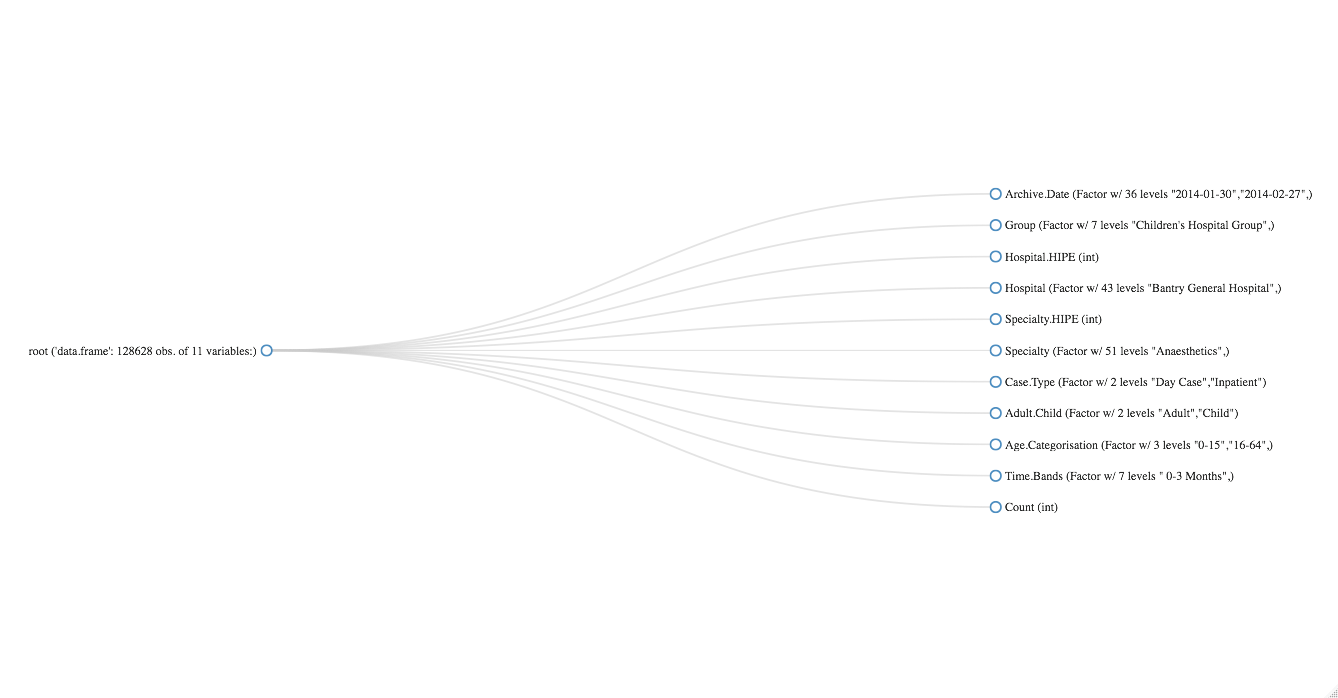 Archive.Date (Factor w/ 36 levels "2014-01-30","2014-02-27",)
Group (Factor w/ 7 levels "Children's Hospital Group",)
Hospital.HIPE (int)
Hospital (Factor w/ 43 levels "Bantry General Hospital",)
Specialty.HIPE (int)
root ('data.frame': 128628 obs. of 11 variables:)
Specialty (Factor w/ 51 levels "Anaesthetics",)
Case.Type (Factor w/ 2 levels "Day Case","Inpatient")
Adult.Child (Factor w/ 2 levels "Adult","Child")
Age.Categorisation (Factor w/ 3 levels "0-15","16-64",)
Time.Bands (Factor w/ 7 levels " 0-3 Months",)
Count (int)